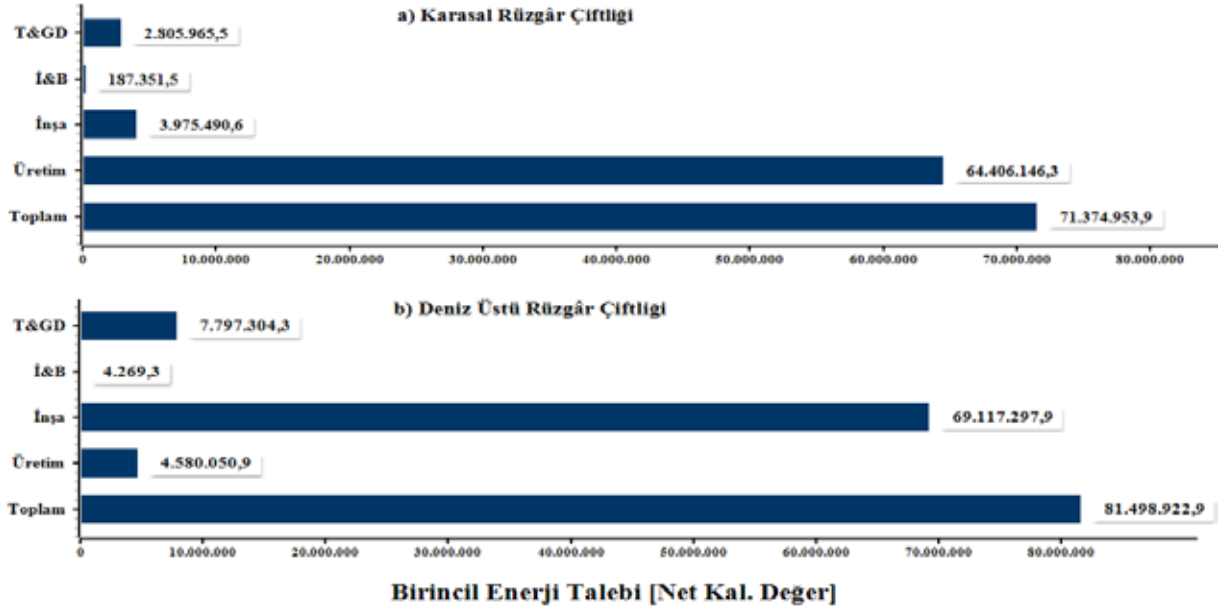 a) Karasal Rüzgâr Çiftliği
T&GD 2.805.965,5
İ&B 187.351,5
İnşa 3.975.490,6
Üretim 64.406.146,3
Toplam 71.374.953,9
0 10.000.000 20.000.000 30.000.000 40.000.000 50.000.000 60.000.000 70.000.000 80.000.000
b) Deniz Üstü Rüzgâr Çiftliği
T&GD 7.797.304,3
İ&B 4.269,3
İnşa 69.117.297,9
Üretim 4.580.050,9
Toplam 81.498.922,9
0 10.000.000 20.000.000 30.000.000 40.000.000 50.000.000 60.000.000 70.000.000 80.000.000
Birincil Enerji Talebi [Net Kal. Değer]